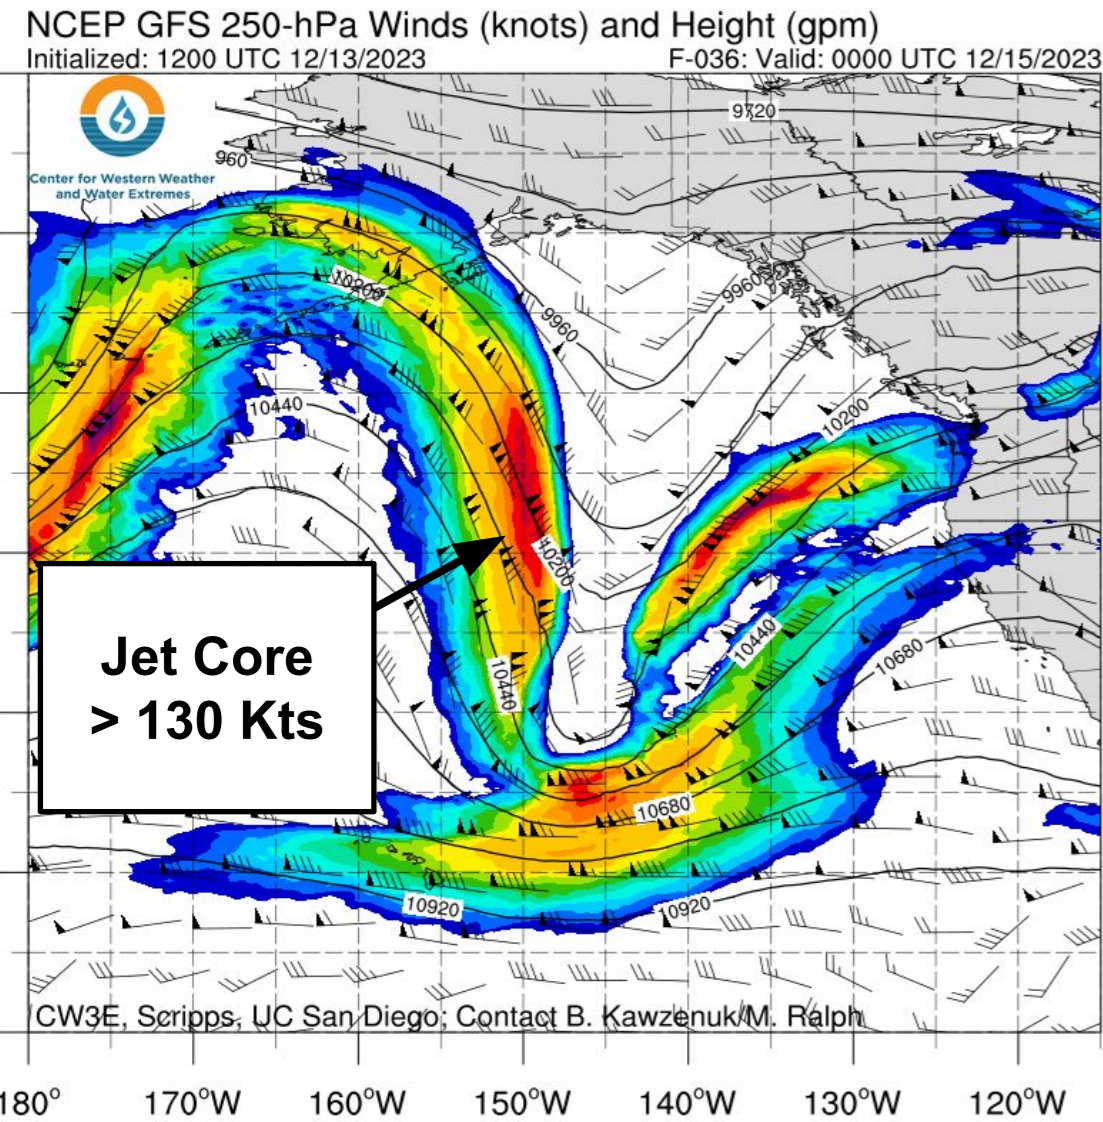 NCEP GFS 250-hPa Winds (knots) and Height (gpm)
Initialized: 1200 UTC 12/13/2023
F-036: Valid: 0000 UTC 12/15/2023
Center for Western Weather
and Water Extremes
9720
960
10200
9960
9960
10440
10200
10200
10440
10440
10680
Jet Core
> 130 Kts
10680
10920
10920
CW3E, Scripps, UC San Diego; Contact B. Kawzenuk/M. Ralph
180° 170°W 160°W 150°W 140°W 130°W 120°W